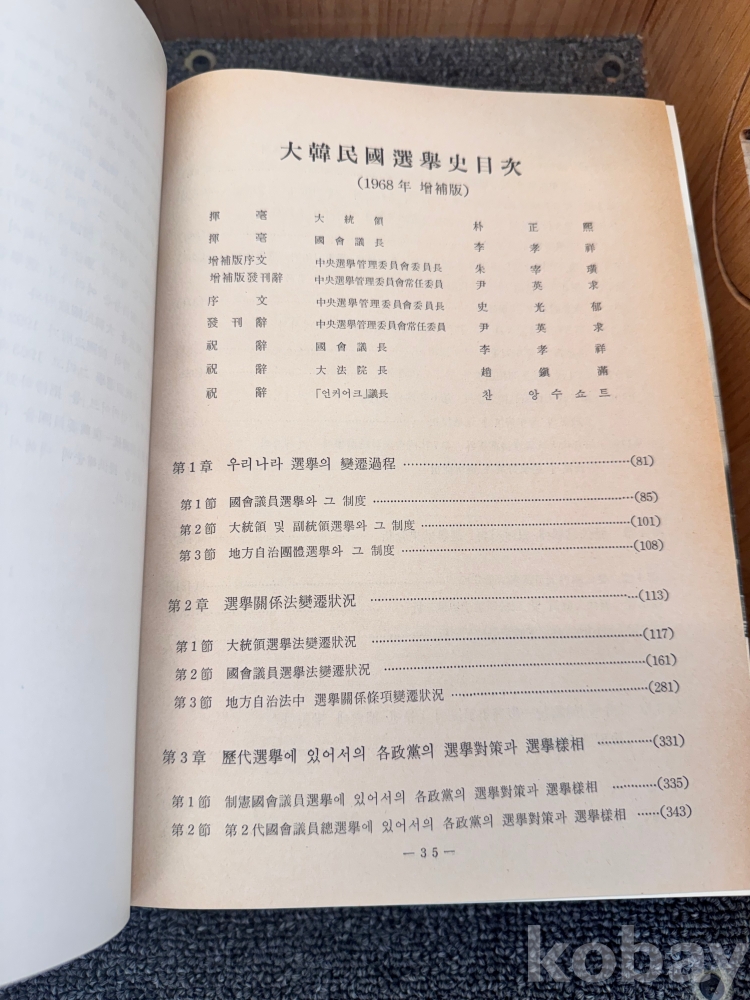 大韓民國選擧史目次
(1968年 增補版)
揮毫 大統領 朴正熙
揮毫 國會議長 李孝祥
增補版序文 中央選擧管理委員會委員長 朱宰璜
增補版發刊辭 中央選擧管理委員會常任委員 尹英求
序文 中央選擧管理委員會委員長 史光郁
發刊辭 中央選擧管理委員會常任委員 尹英求
祝辭 國會議長 李孝祥
祝辭 大法院長 趙鎭滿
祝辭 「언커어크」議長 찬앙수쇼트
第1章 우리나라 選擧의 變遷過程 ……(81)
第1節 國會議員選擧와 그 制度 ……(85)
第2節 大統領 및 副統領選擧와 그 制度 ……(101)
第3節 地方自治團體選擧와 그 制度 ……(108)
第2章 選擧關係法變遷狀況 ……(113)
第1節 大統領選擧法變遷狀況 ……(117)
第2節 國會議員選擧法變遷狀況 ……(161)
第3節 地方自治法中 選擧關係條項變遷狀況 ……(281)
第3章 歷代選擧에 있어서의 各政黨의 選擧對策과 選擧樣相 ……(331)
第1節 制憲國會議員選擧에 있어서의 各政黨의 選擧對策과 選擧樣相 ……(335)
第2節 第2代國會議員總選擧에 있어서의 各政黨의 選擧對策과 選擧樣相 ……(343)
— 35 —
kobay